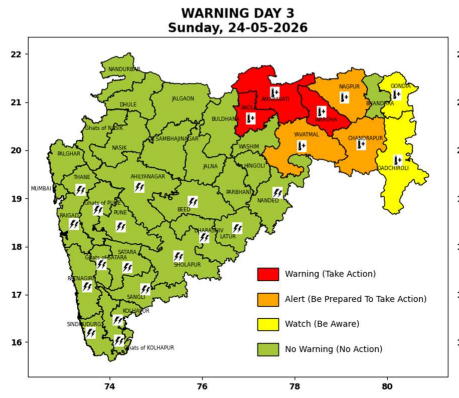 WARNING DAY 3
Sunday, 24-05-2026
22
21
20
19
18
17
16
74
76
78
80
NANDURBAR
DHULE
JALGAON
Ghats of NASIK
NASIK
SAMBHAJINAGAR
BULDHANA
AKOLA
AMRAVATI
WARDHA
NAGPUR
BHANDARA
GONDIA
CHANDRAPUR
GADCHIROLI
YAVATMAL
WASHIM
HINGOLI
JALNA
PARBHANI
NANDED
PALGHAR
THANE
MUMBAI
AHILYANAGAR
Ghats of PUNE
PUNE
RAIGAD
BEED
DHARASHIV
LATUR
SHOLAPUR
SATARA
Ghats of SATARA
RATNAGIRI
SANGLI
KOLHAPUR
SINDHUDURG
Ghats of KOLHAPUR
Warning (Take Action)
Alert (Be Prepared To Take Action)
Watch (Be Aware)
No Warning (No Action)